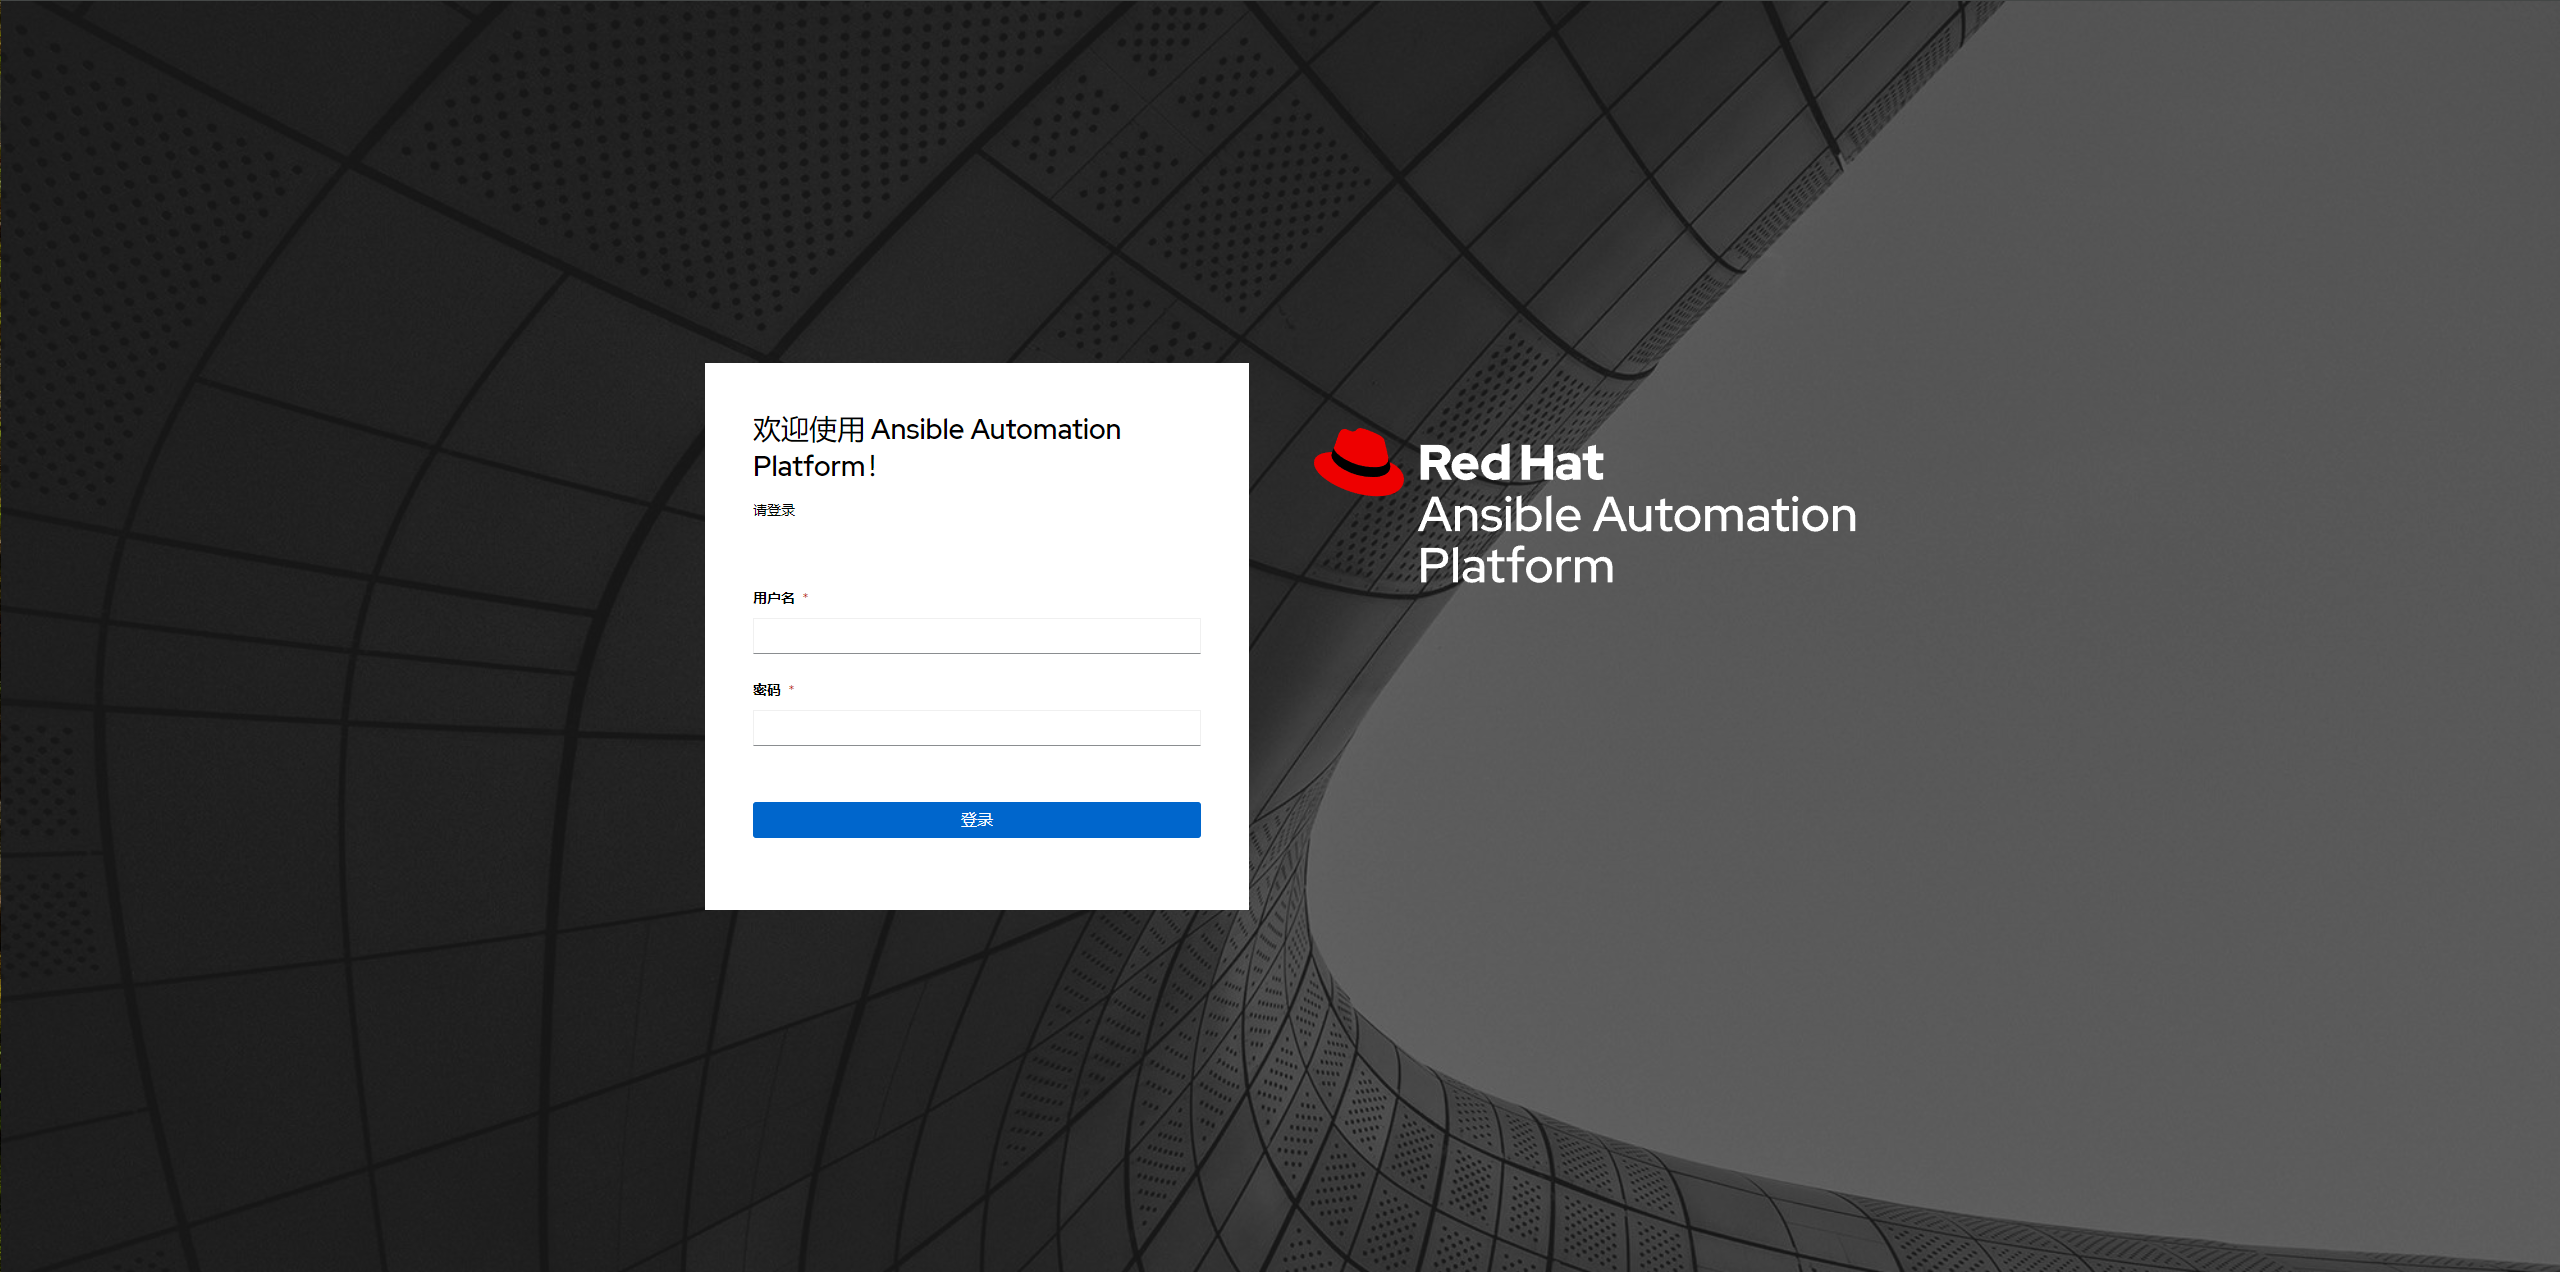 欢迎使用 Ansible Automation
Platform！
请登录
用户名 *
密码 *
登录
Red Hat
Ansible Automation
Platform